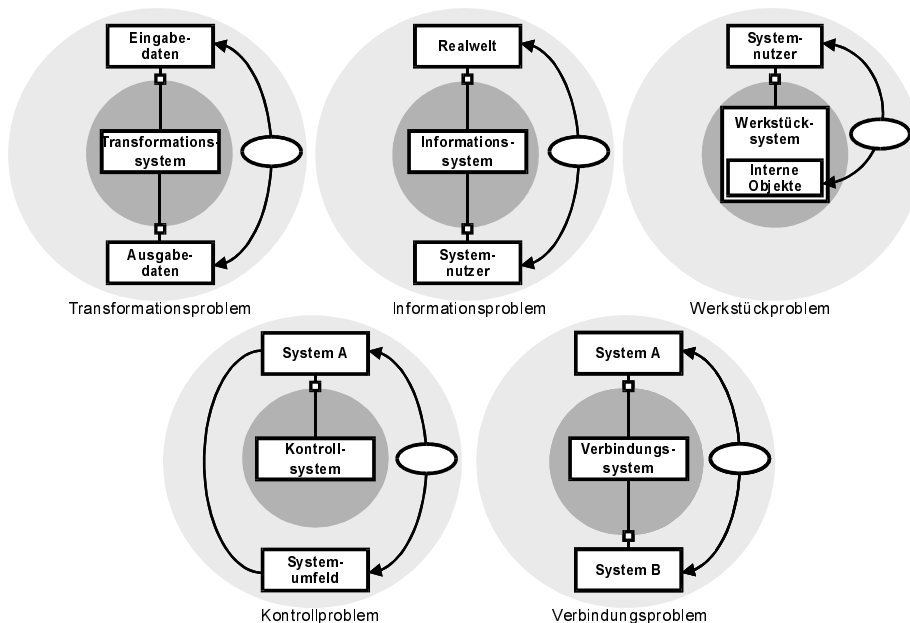 Eingabe-
daten
Transformations-
system
Ausgabe-
daten
Transformationsproblem
Realwelt
Informations-
system
System-
nutzer
Informationsproblem
System-
nutzer
Werkstück-
system
Interne
Objekte
Werkstückproblem
System A
Kontroll-
system
System-
umfeld
Kontrollproblem
System A
Verbindungs-
system
System B
Verbindungsproblem